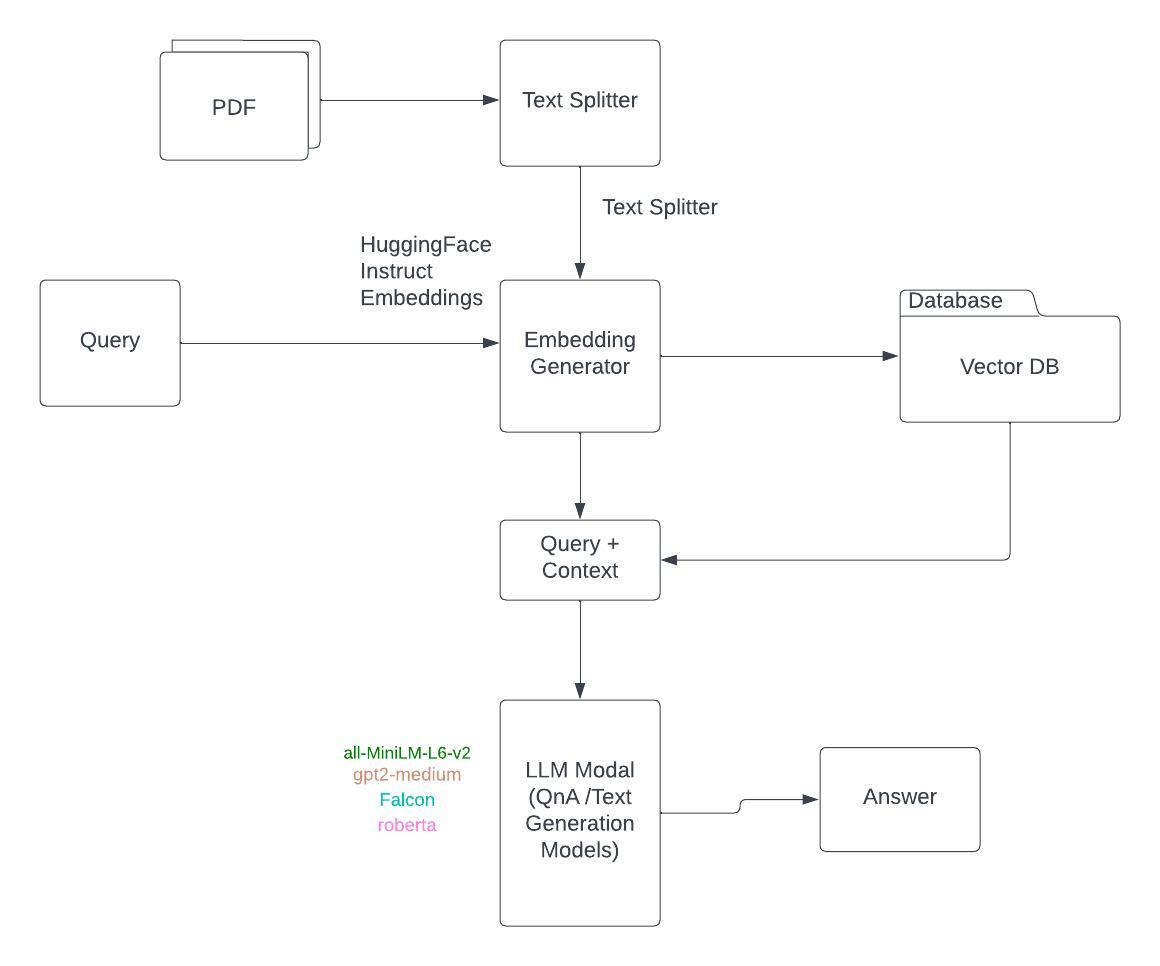 PDF
Text Splitter
Text Splitter
HuggingFace
Instruct
Embeddings
Query
Embedding
Generator
Database
Vector DB
Query +
Context
all-MiniLM-L6-v2
gpt2-medium
Falcon
roberta
LLM Modal
(QnA /Text
Generation
Models)
Answer